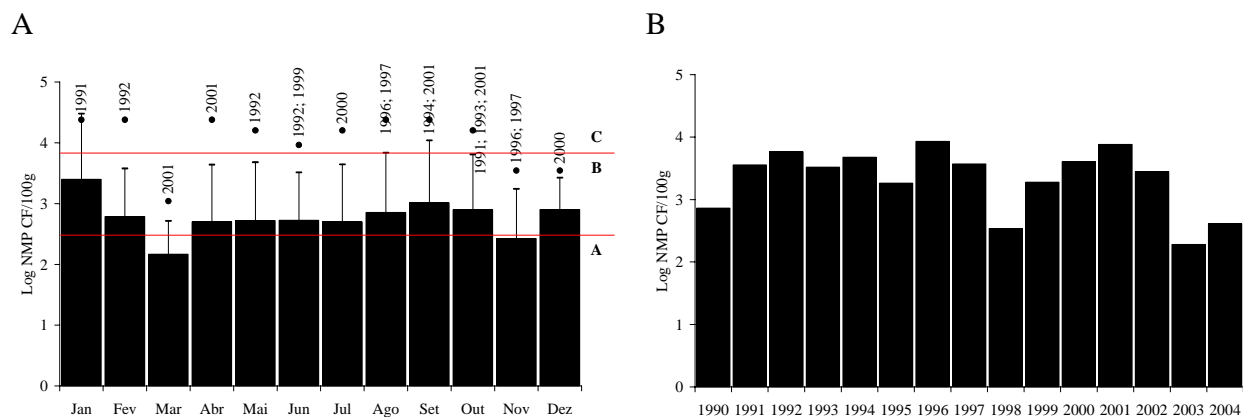 A
Log NMP CF/100g
5
4
3
2
1
0
1991
1992
2001
2001
1992
1992; 1999
2000
1996; 1997
1994; 2001
1991; 1993; 2001
1996; 1997
2000
C
B
A
Jan Fev Mar Abr Mai Jun Jul Ago Set Out Nov Dez
B
Log NMP CF/100g
5
4
3
2
1
0
1990 1991 1992 1993 1994 1995 1996 1997 1998 1999 2000 2001 2002 2003 2004